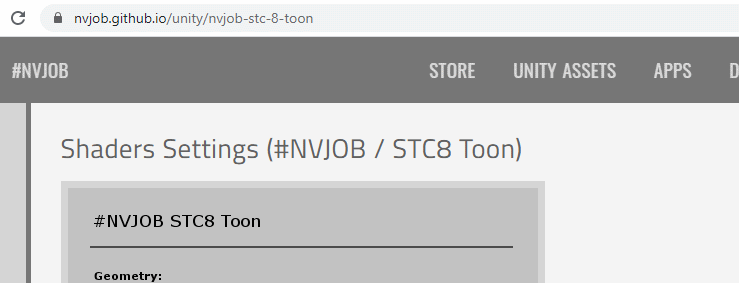 nvjob.github.io/unity/nvjob-stc-8-toon
#NVJOB STORE UNITY ASSETS APPS
Shaders Settings (#NVJOB / STC8 Toon)
#NVJOB STC8 Toon
Geometry: